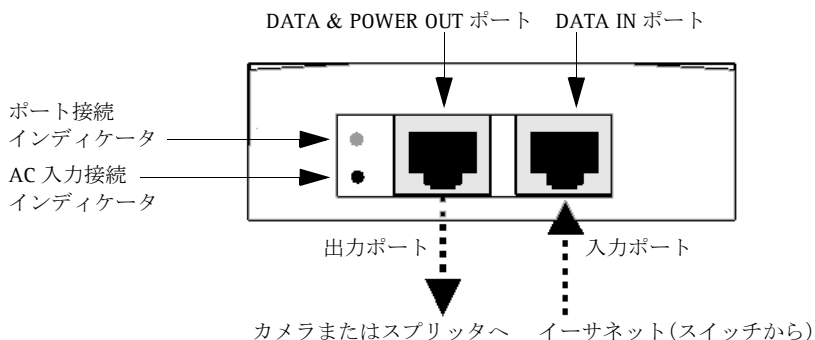 DATA & POWER OUT ポート
DATA IN ポート
ポート接続
インディケータ
AC 入力接続
インディケータ
出力ポート
入力ポート
カメラまたはスプリッタへ
イーサネット(スイッチから)